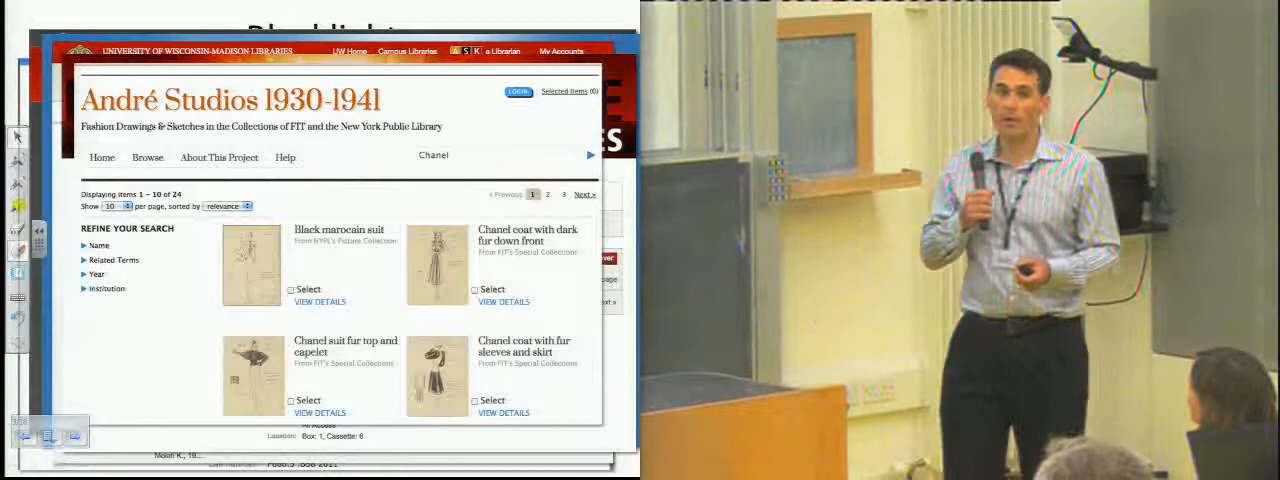 Blacklight
UNIVERSITY OF WISCONSIN-MADISON LIBRARIES UW Home Campus Libraries ASK a Librarian My Accounts
André Studios 1930-1941
LOGIN Selected Items (0)
Fashion Drawings & Sketches in the Collections of FIT and the New York Public Library
Home Browse About This Project Help
Chanel
Displaying items 1 - 10 of 24
« Previous 1 2 3 Next »
Show 10 per page, sorted by relevance
REFINE YOUR SEARCH
Name
Related Terms
Year
Institution
Black marocain suit
From NYPL's Picture Collection
Select
VIEW DETAILS
Chanel coat with dark
fur down front
From FIT's Special Collections
Select
VIEW DETAILS
Chanel suit fur top and
capelet
From FIT's Special Collections
Select
VIEW DETAILS
Chanel coat with fur
sleeves and skirt
From FIT's Special Collections
Select
VIEW DETAILS
Location: Box: 1, Cassette: 6